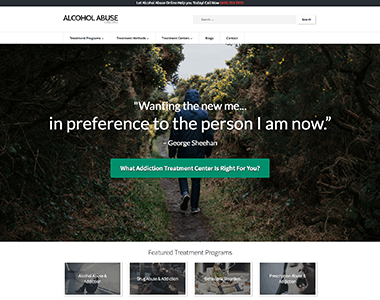 Let Alcohol Abuse Online Help you Today! Call Now
ALCOHOL ABUSE
Search ...
Search
Treatment Programs
Treatment Methods
Treatment Centers
Blogs
Contact
"Wanting the new me...
in preference to the person I am now."
– George Sheehan
What Addiction Treatment Center Is Right For You?
Featured Treatment Programs
Alcohol Abuse &
Addiction
Drug Abuse & Addiction
Behavioral Disorders
Prescription Abuse &
Addiction